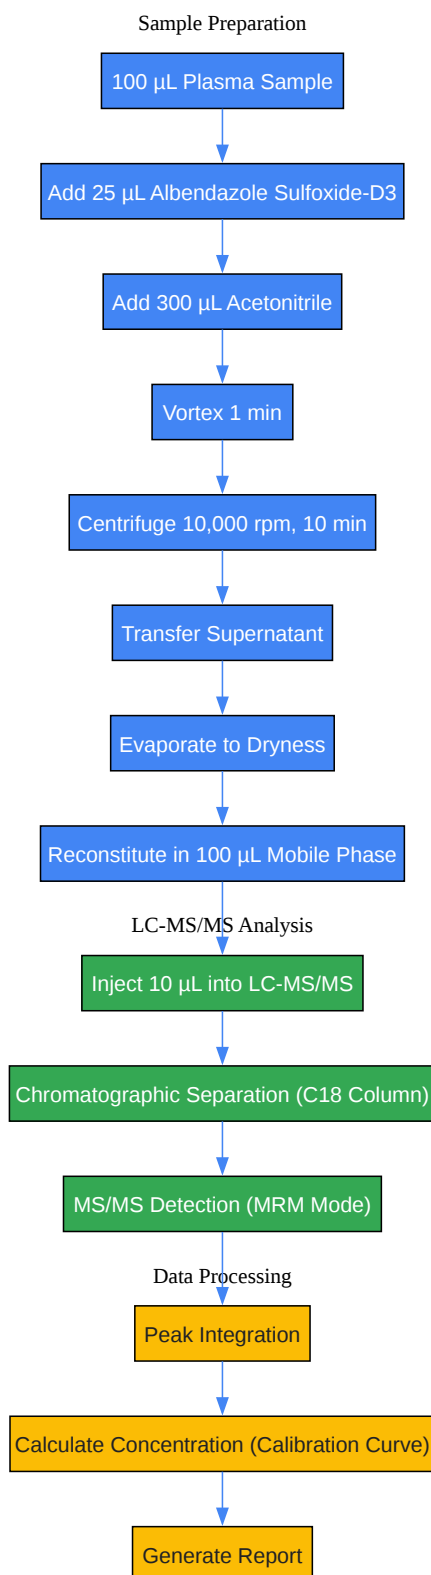 Sample Preparation
100 µL Plasma Sample
Add 25 µL Albendazole Sulfoxide-D3
Add 300 µL Acetonitrile
Vortex 1 min
Centrifuge 10,000 rpm, 10 min
Transfer Supernatant
Evaporate to Dryness
Reconstitute in 100 µL Mobile Phase
LC-MS/MS Analysis
Inject 10 µL into LC-MS/MS
Chromatographic Separation (C18 Column)
MS/MS Detection (MRM Mode)
Data Processing
Peak Integration
Calculate Concentration (Calibration Curve)
Generate Report